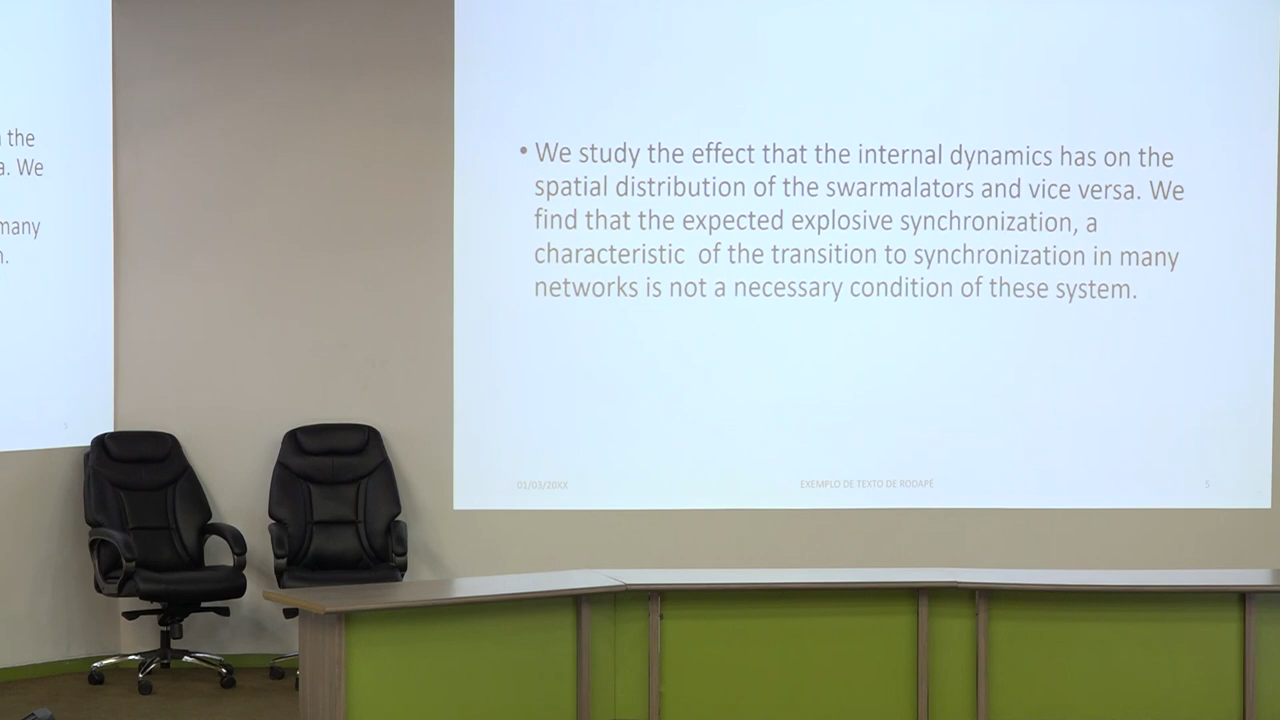 the
a. We
many
• We study the effect that the internal dynamics has on the
spatial distribution of the swarmalators and vice versa. We
find that the expected explosive synchronization, a
characteristic of the transition to synchronization in many
networks is not a necessary condition of these system.
01/03/20XX
EXEMPLO DE TEXTO DE RODAPÉ
5